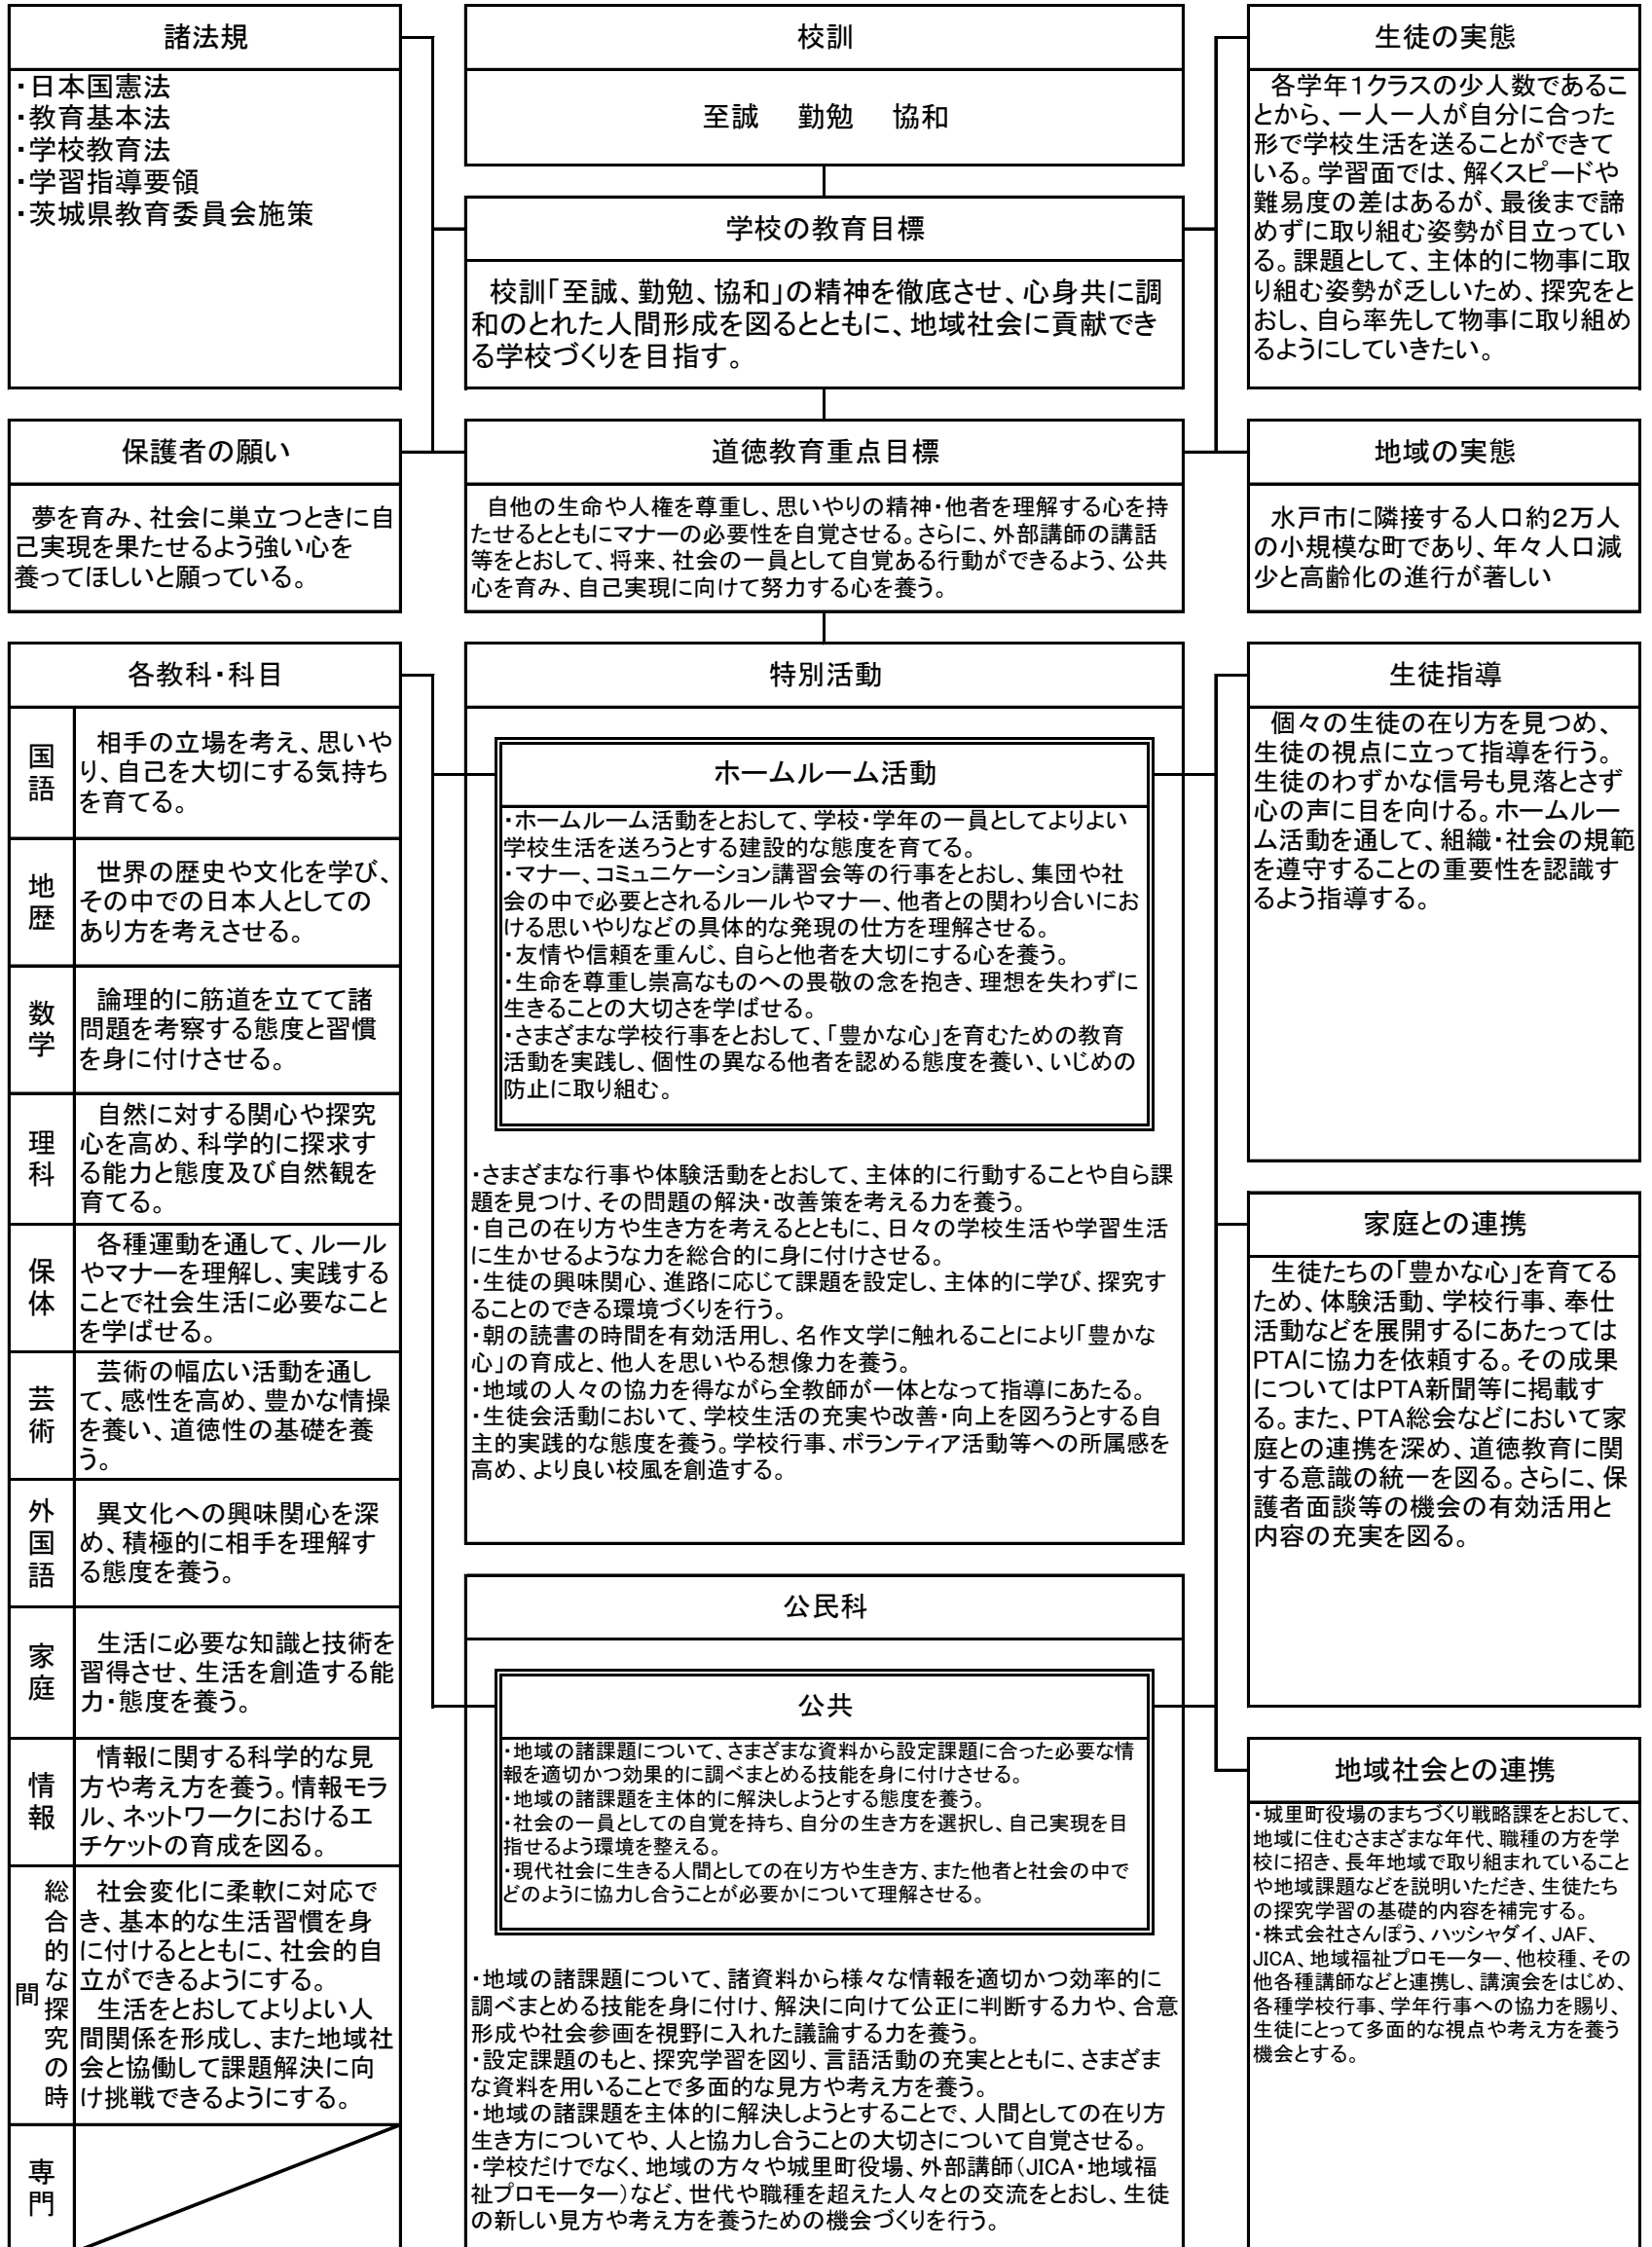 諸法規
・日本国憲法
・教育基本法
・学校教育法
・学習指導要領
・茨城県教育委員会施策
校訓
至誠　勤勉　協和
学校の教育目標
校訓「至誠、勤勉、協和」の精神を徹底させ、心身共に調
和のとれた人間形成を図るとともに、地域社会に貢献でき
る学校づくりを目指す。
生徒の実態
各学年１クラスの少人数であるこ
とから、一人一人が自分に合った
形で学校生活を送ることができて
いる。学習面では、解くスピードや
難易度の差はあるが、最後まで諦
めずに取り組む姿勢が目立ってい
る。課題として、主体的に物事に取
り組む姿勢が乏しいため、探究をと
おし、自ら率先して物事に取り組め
るようにしていきたい。
保護者の願い
夢を育み、社会に巣立つときに自
己実現を果たせるよう強い心を
養ってほしいと願っている。
道徳教育重点目標
自他の生命や人権を尊重し、思いやりの精神・他者を理解する心を持
たせるとともにマナーの必要性を自覚させる。さらに、外部講師の講話
等をとおして、将来、社会の一員として自覚ある行動ができるよう、公共
心を育み、自己実現に向けて努力する心を養う。
地域の実態
水戸市に隣接する人口約２万人
の小規模な町であり、年々人口減
少と高齢化の進行が著しい
各教科・科目
国語
相手の立場を考え、思いや
り、自己を大切にする気持ち
を育てる。
地歴
世界の歴史や文化を学び、
その中での日本人としての
あり方を考えさせる。
数学
論理的に筋道を立てて諸
問題を考察する態度と習慣
を身に付けさせる。
理科
自然に対する関心や探究
心を高め、科学的に探求す
る能力と態度及び自然観を
育てる。
保体
各種運動を通して、ルール
やマナーを理解し、実践する
ことで社会生活に必要なこと
を学ばせる。
芸術
芸術の幅広い活動を通し
て、感性を高め、豊かな情操
を養い、道徳性の基礎を養
う。
外国語
異文化への興味関心を深
め、積極的に相手を理解す
る態度を養う。
家庭
生活に必要な知識と技術を
習得させ、生活を創造する能
力・態度を養う。
情報
情報に関する科学的な見
方や考え方を養う。情報モラ
ル、ネットワークにおけるエ
チケットの育成を図る。
総合的な探究の時
間
社会変化に柔軟に対応で
き、基本的な生活習慣を身
に付けるとともに、社会的自
立ができるようにする。
生活をとおしてよりよい人
間関係を形成し、また地域社
会と協働して課題解決に向
け挑戦できるようにする。
専門
特別活動
ホームルーム活動
・ホームルーム活動をとおして、学校・学年の一員としてよりよい
学校生活を送ろうとする建設的な態度を育てる。
・マナー、コミュニケーション講習会等の行事をとおし、集団や社
会の中で必要とされるルールやマナー、他者との関わり合いにお
ける思いやりなどの具体的な発現の仕方を理解させる。
・友情や信頼を重んじ、自らと他者を大切にする心を養う。
・生命を尊重し崇高なものへの畏敬の念を抱き、理想を失わずに
生きることの大切さを学ばせる。
・さまざまな学校行事をとおして、「豊かな心」を育むための教育
活動を実践し、個性の異なる他者を認める態度を養い、いじめの
防止に取り組む。
・さまざまな行事や体験活動をとおして、主体的に行動することや自ら課
題を見つけ、その問題の解決・改善策を考える力を養う。
・自己の在り方や生き方を考えるとともに、日々の学校生活や学習生活
に生かせるような力を総合的に身に付けさせる。
・生徒の興味関心、進路に応じて課題を設定し、主体的に学び、探究す
ることのできる環境づくりを行う。
・朝の読書の時間を有効活用し、名作文学に触れることにより「豊かな
心」の育成と、他人を思いやる想像力を養う。
・地域の人々の協力を得ながら全教師が一体となって指導にあたる。
・生徒会活動において、学校生活の充実や改善・向上を図ろうとする自
主的実践的な態度を養う。学校行事、ボランティア活動等への所属感を
高め、より良い校風を創造する。
公民科
公共
・地域の諸課題について、さまざまな資料から設定課題に合った必要な情
報を適切かつ効果的に調べまとめる技能を身に付けさせる。
・地域の諸課題を主体的に解決しようとする態度を養う。
・社会の一員としての自覚を持ち、自分の生き方を選択し、自己実現を目
指せるよう環境を整える。
・現代社会に生きる人間としての在り方や生き方、また他者と社会の中で
どのように協力し合うことが必要かについて理解させる。
・地域の諸課題について、諸資料から様々な情報を適切かつ効率的に
調べまとめる技能を身に付け、解決に向けて公正に判断する力や、合意
形成や社会参画を視野に入れた議論する力を養う。
・設定課題のもと、探究学習を図り、言語活動の充実とともに、さまざま
な資料を用いることで多面的な見方や考え方を養う。
・地域の諸課題を主体的に解決しようとすることで、人間としての在り方
生き方についてや、人と協力し合うことの大切さについて自覚させる。
・学校だけでなく、地域の方々や城里町役場、外部講師（JICA・地域福
祉プロモーター）など、世代や職種を超えた人々との交流をとおし、生徒
の新しい見方や考え方を養うための機会づくりを行う。
生徒指導
個々の生徒の在り方を見つめ、
生徒の視点に立って指導を行う。
生徒のわずかな信号も見落とさず
心の声に目を向ける。ホームルー
ム活動を通して、組織・社会の規範
を遵守することの重要性を認識す
るよう指導する。
家庭との連携
生徒たちの「豊かな心」を育てる
ため、体験活動、学校行事、奉仕
活動などを展開するにあたっては
PTAに協力を依頼する。その成果
についてはPTA新聞等に掲載す
る。また、PTA総会などにおいて家
庭との連携を深め、道徳教育に関
する意識の統一を図る。さらに、保
護者面談等の機会の有効活用と
内容の充実を図る。
地域社会との連携
・城里町役場のまちづくり戦略課をとおして、
地域に住むさまざまな年代、職種の方を学
校に招き、長年地域で取り組まれていること
や地域課題などを説明いただき、生徒たち
の探究学習の基礎的内容を補完する。
・株式会社さんぽう、ハッシャダイ、JAF、
JICA、地域福祉プロモーター、他校種、その
他各種講師などと連携し、講演会をはじめ、
各種学校行事、学年行事への協力を賜り、
生徒にとって多面的な視点や考え方を養う
機会とする。